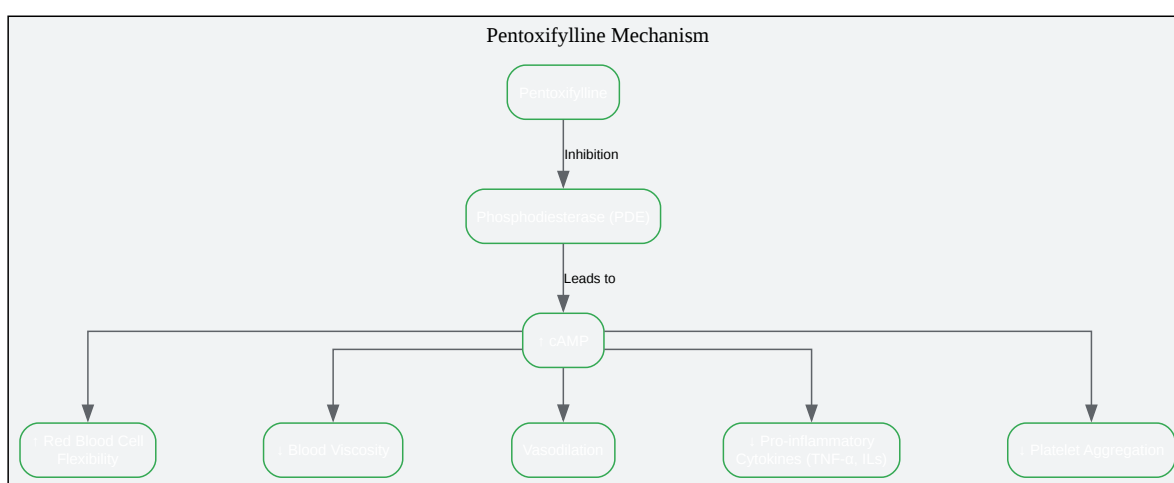 Pentoxifylline Mechanism
Pentoxifylline
Inhibition
Phosphodiesterase (PDE)
Leads to
↑ cAMP
↑ Red Blood Cell
Flexibility
↓ Blood Viscosity
Vasodilation
↓ Pro-Inflammatory
Cytokines (TNF-α, ILs)
↓ Platelet Aggregation